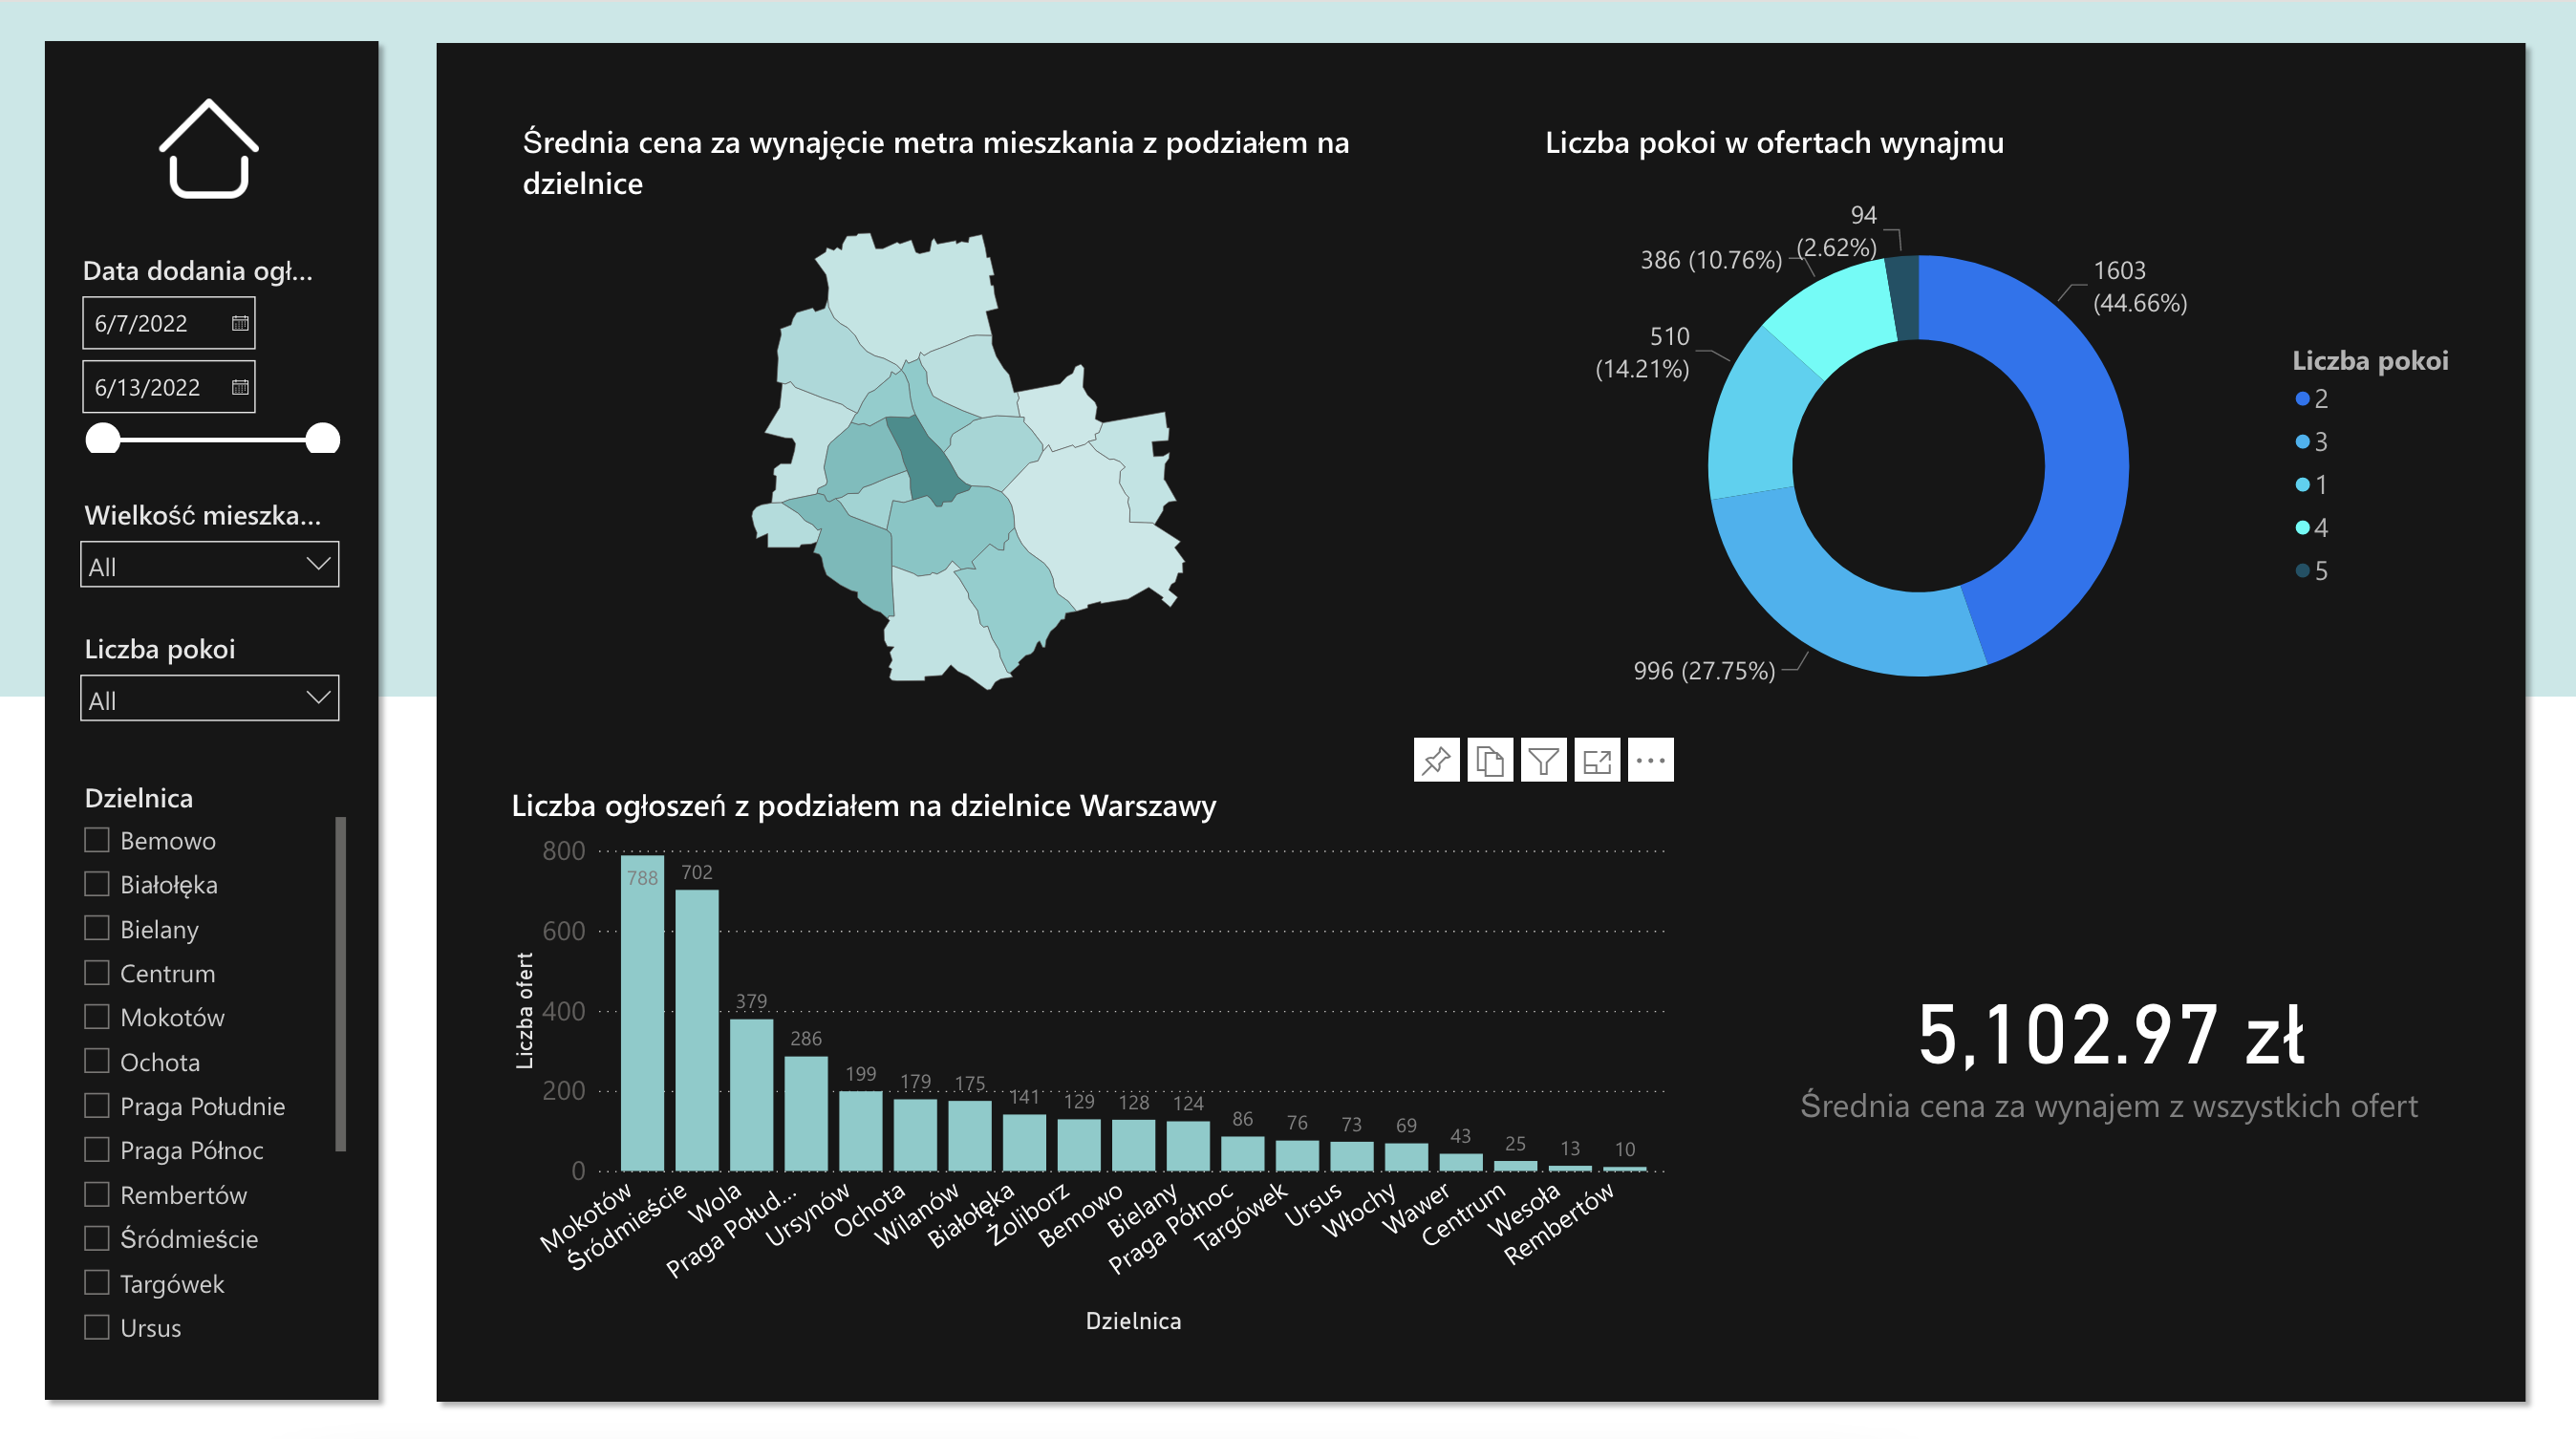 Data dodania ogł...
6/7/2022
6/13/2022
Wielkość mieszka...
All
Liczba pokoi
All
Dzielnica
Bemowo
Białołęka
Bielany
Centrum
Mokotów
Ochota
Praga Południe
Praga Północ
Rembertów
Śródmieście
Targówek
Ursus
Średnia cena za wynajęcie metra mieszkania z podziałem na
dzielnice
Liczba pokoi w ofertach wynajmu
94
(2.62%)
386 (10.76%)
1603
(44.66%)
510
(14.21%)
996 (27.75%)
Liczba pokoi
2
3
1
4
5
Liczba ogłoszeń z podziałem na dzielnice Warszawy
Liczba ofert
800
600
400
200
0
788
702
379
286
199
179
175
141
129
128
124
86
76
73
69
43
25
13
10
Mokotów
Śródmieście
Wola
Praga Połud...
Ursynów
Ochota
Wilanów
Białołęka
Żoliborz
Bemowo
Bielany
Praga Północ
Targówek
Ursus
Włochy
Wawer
Centrum
Wesoła
Rembertów
Dzielnica
5,102.97 zł
Średnia cena za wynajem z wszystkich ofert